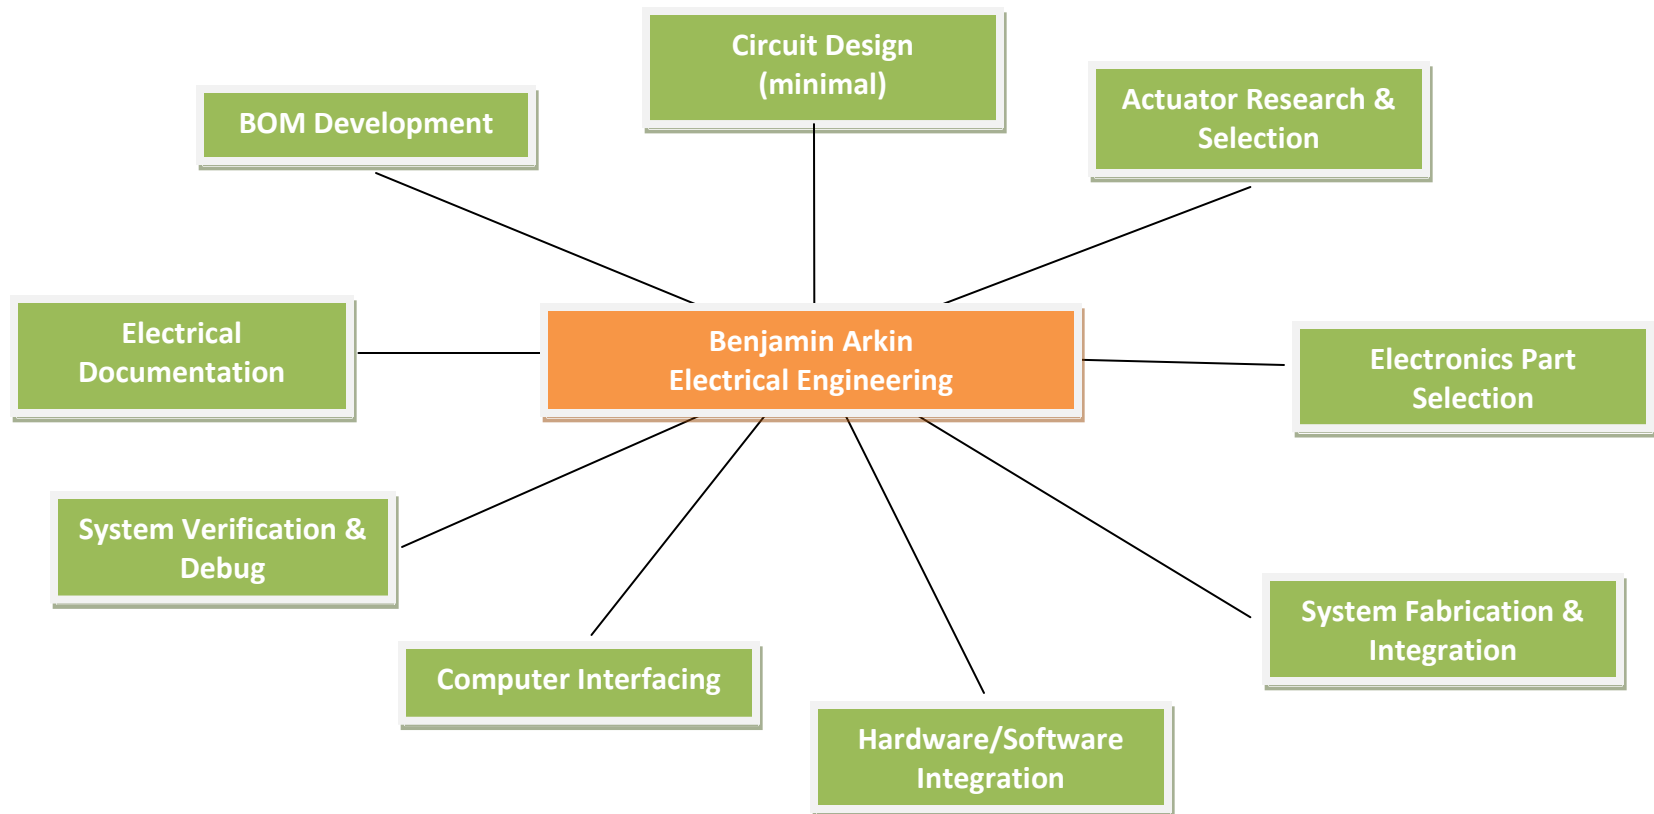 Circuit Design
(minimal)
BOM Development
Actuator Research &
Selection
Electrical
Documentation
Benjamin Arkin
Electrical Engineering
Electronics Part
Selection
System Verification &
Debug
System Fabrication &
Integration
Computer Interfacing
Hardware/Software
Integration